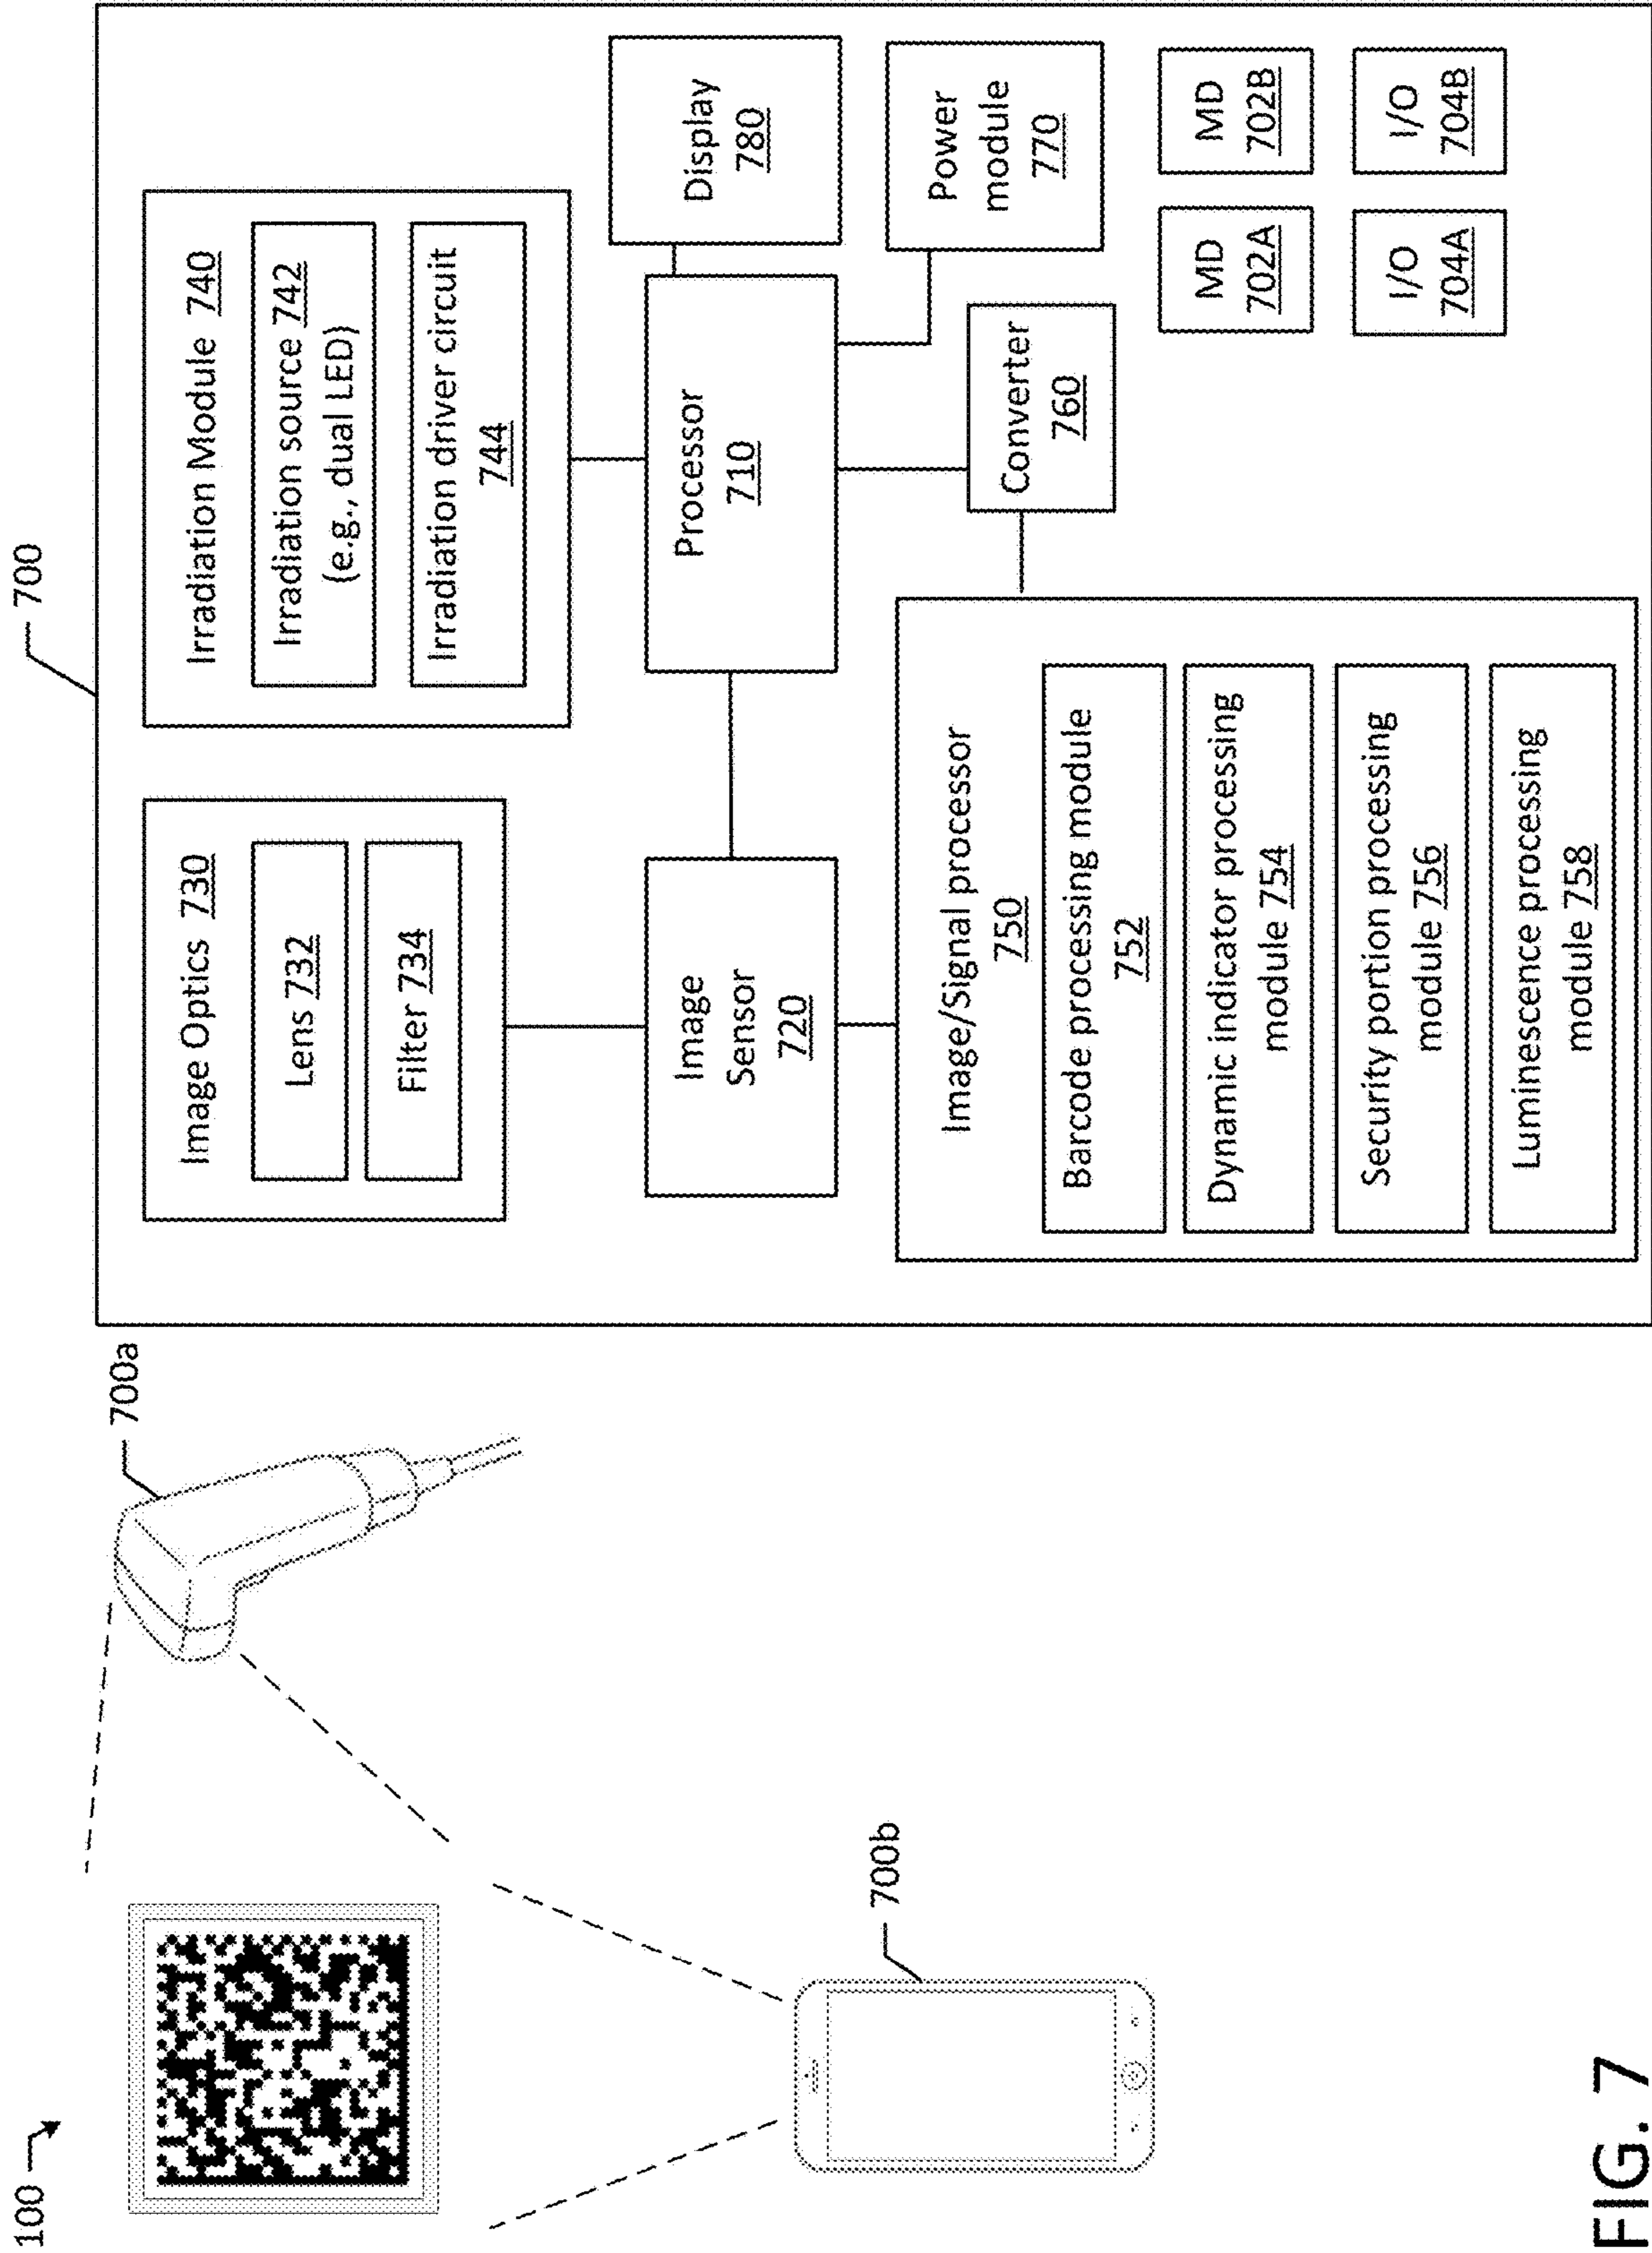 100
700a
700b
700
Image Optics 730
Lens 732
Filter 734
Irradiation Module 740
Irradiation source 742
(e.g., dual LED)
Irradiation driver circuit
744
Image
Sensor
720
Processor
710
Display
780
Image/Signal processor
750
Barcode processing module
752
Dynamic indicator processing
module 754
Security portion processing
module 756
Luminescence processing
module 758
Converter
760
Power
module
770
MD
702A
MD
702B
I/O
704A
I/O
704B
FIG. 7